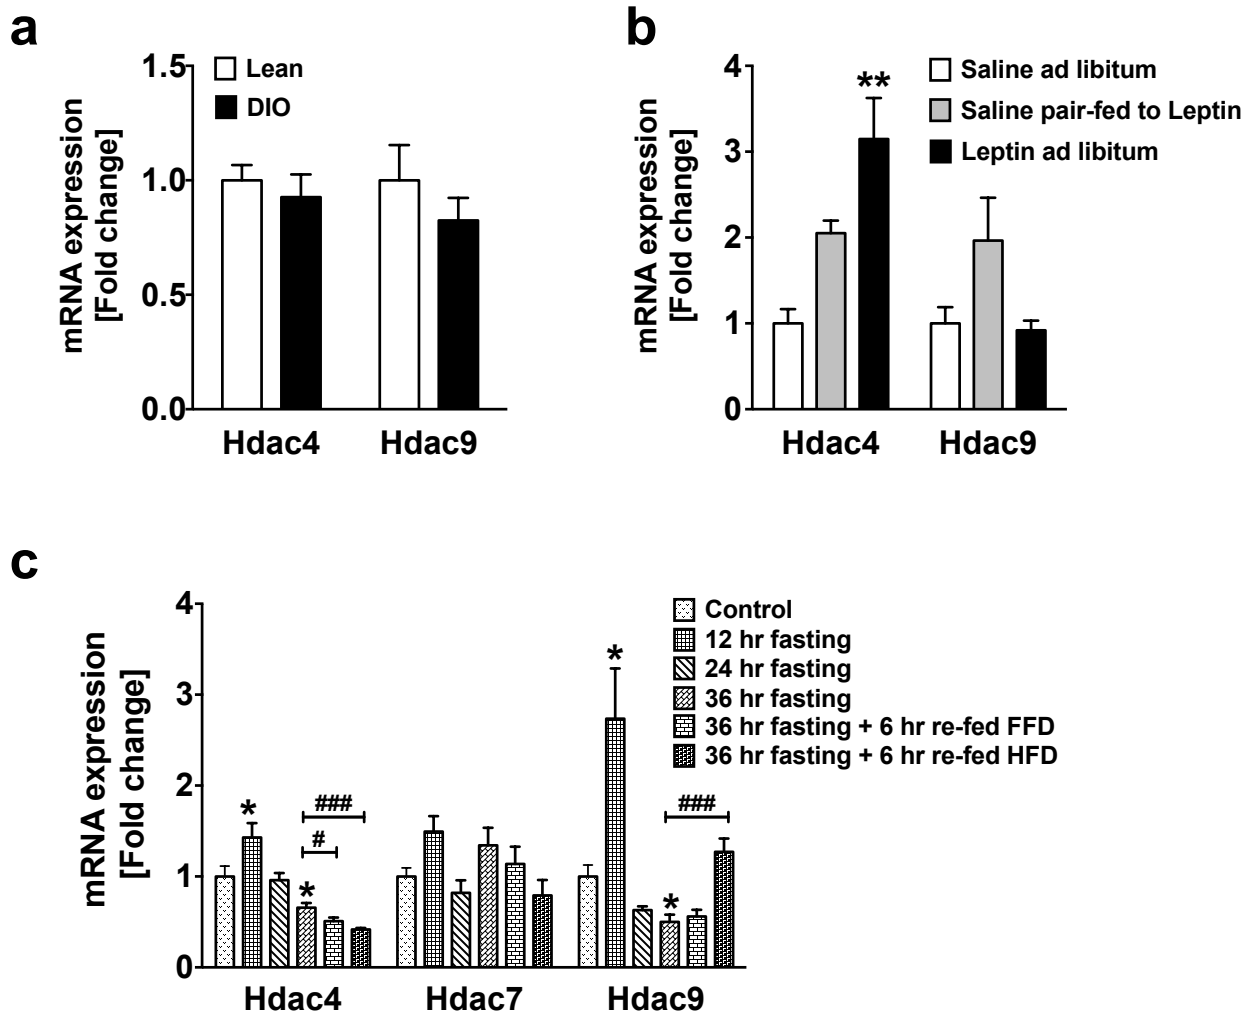 a
mRNA expression
[Fold change]
1.5
1.0
0.5
0.0
Lean
DIO
Hdac4
Hdac9
b
mRNA expression
[Fold change]
4
3
2
1
0
**
Saline ad libitum
Saline pair-fed to Leptin
Leptin ad libitum
Hdac4
Hdac9
c
mRNA expression
[Fold change]
4
3
2
1
0
*
###
#
*
*
###
*
Control
12 hr fasting
24 hr fasting
36 hr fasting
36 hr fasting + 6 hr re-fed FFD
36 hr fasting + 6 hr re-fed HFD
Hdac4
Hdac7
Hdac9